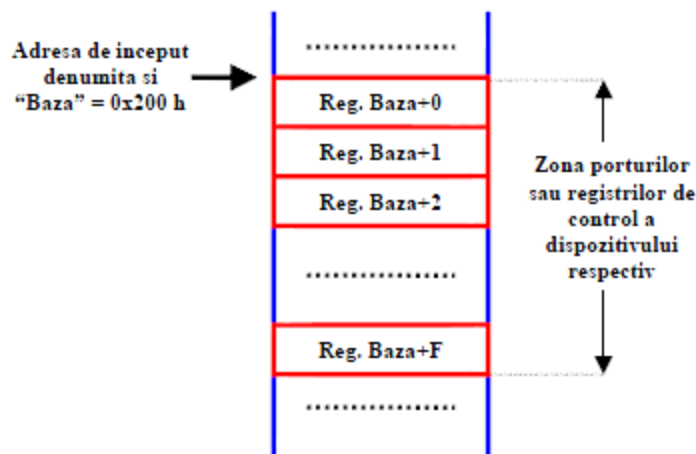 Adresa de inceput
denumita si
“Baza” = 0x200 h
Reg. Baza+0
Reg. Baza+1
Reg. Baza+2
Reg. Baza+F
Zona porturilor
sau registrilor de
control a
dispozitivului
respectiv